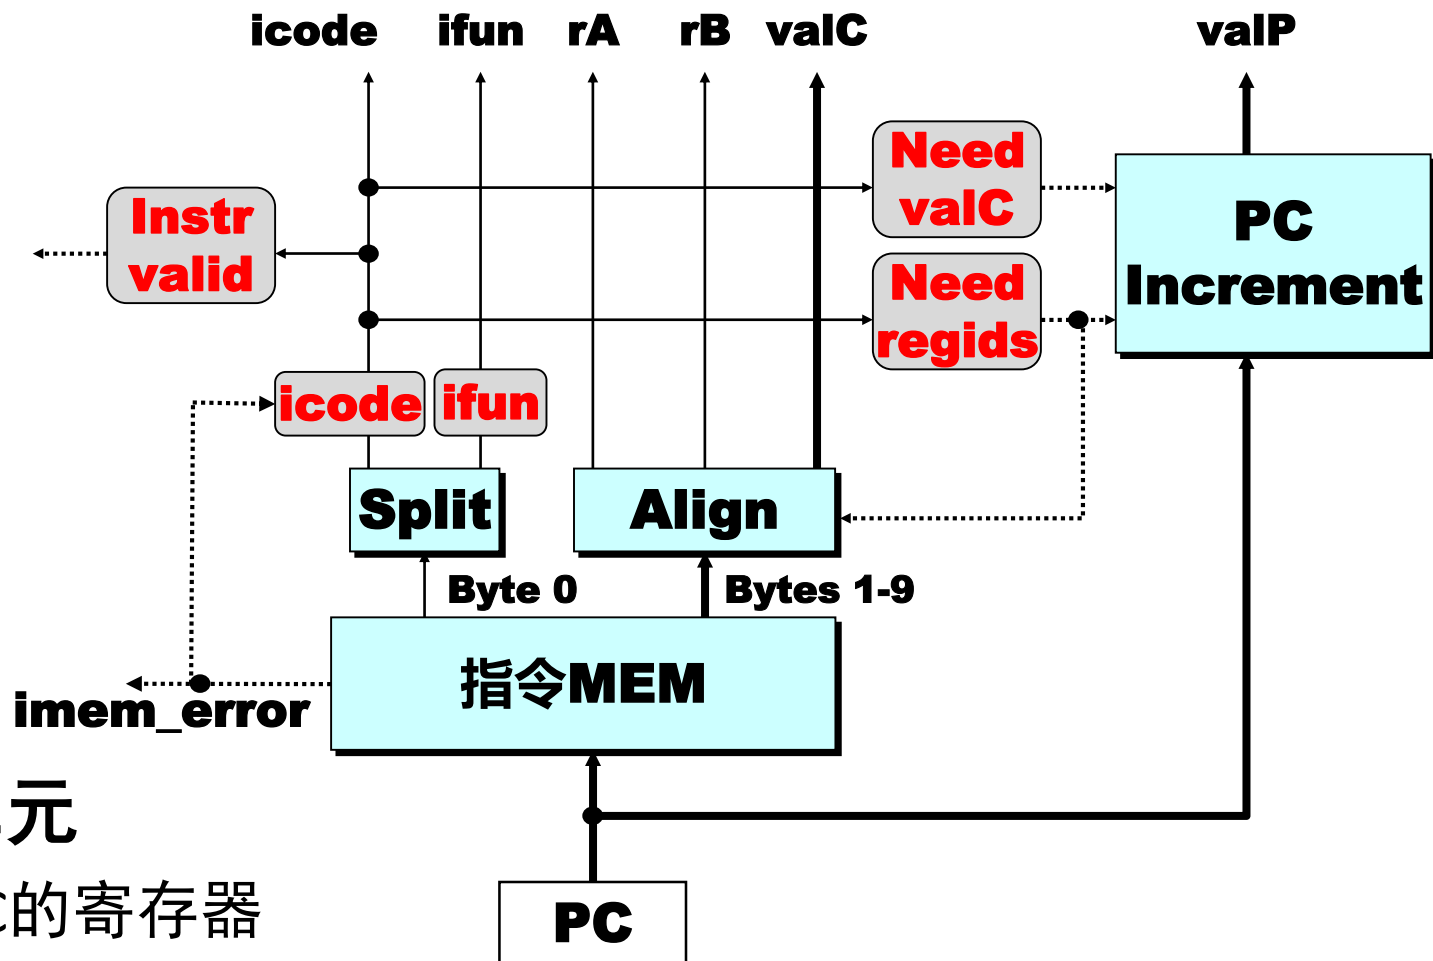 icode ifun rA rB valC valP
Need
valC
Instr
valid
PC
Increment
Need
regids
icode ifun
Split Align
Byte 0 Bytes 1-9
指令MEM
imem_error
元
的寄存器
PC